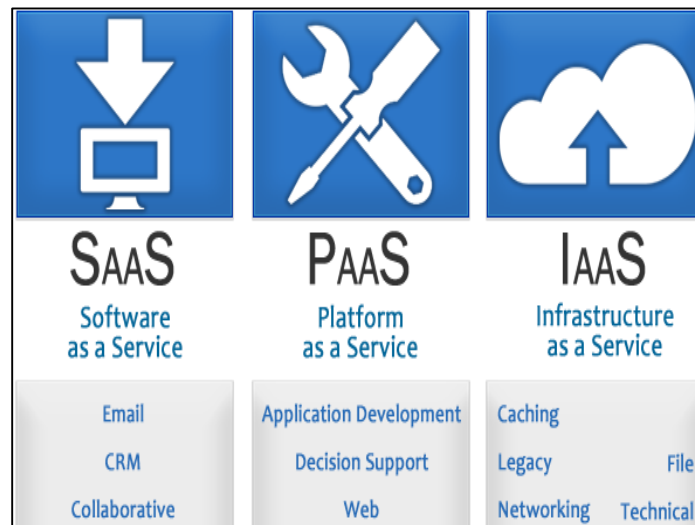 SAAS
Software
as a Service
Email
CRM
Collaborative
PAAS
Platform
as a Service
Application Development
Decision Support
Web
IAAS
Infrastructure
as a Service
Caching
Legacy File
Networking Technical